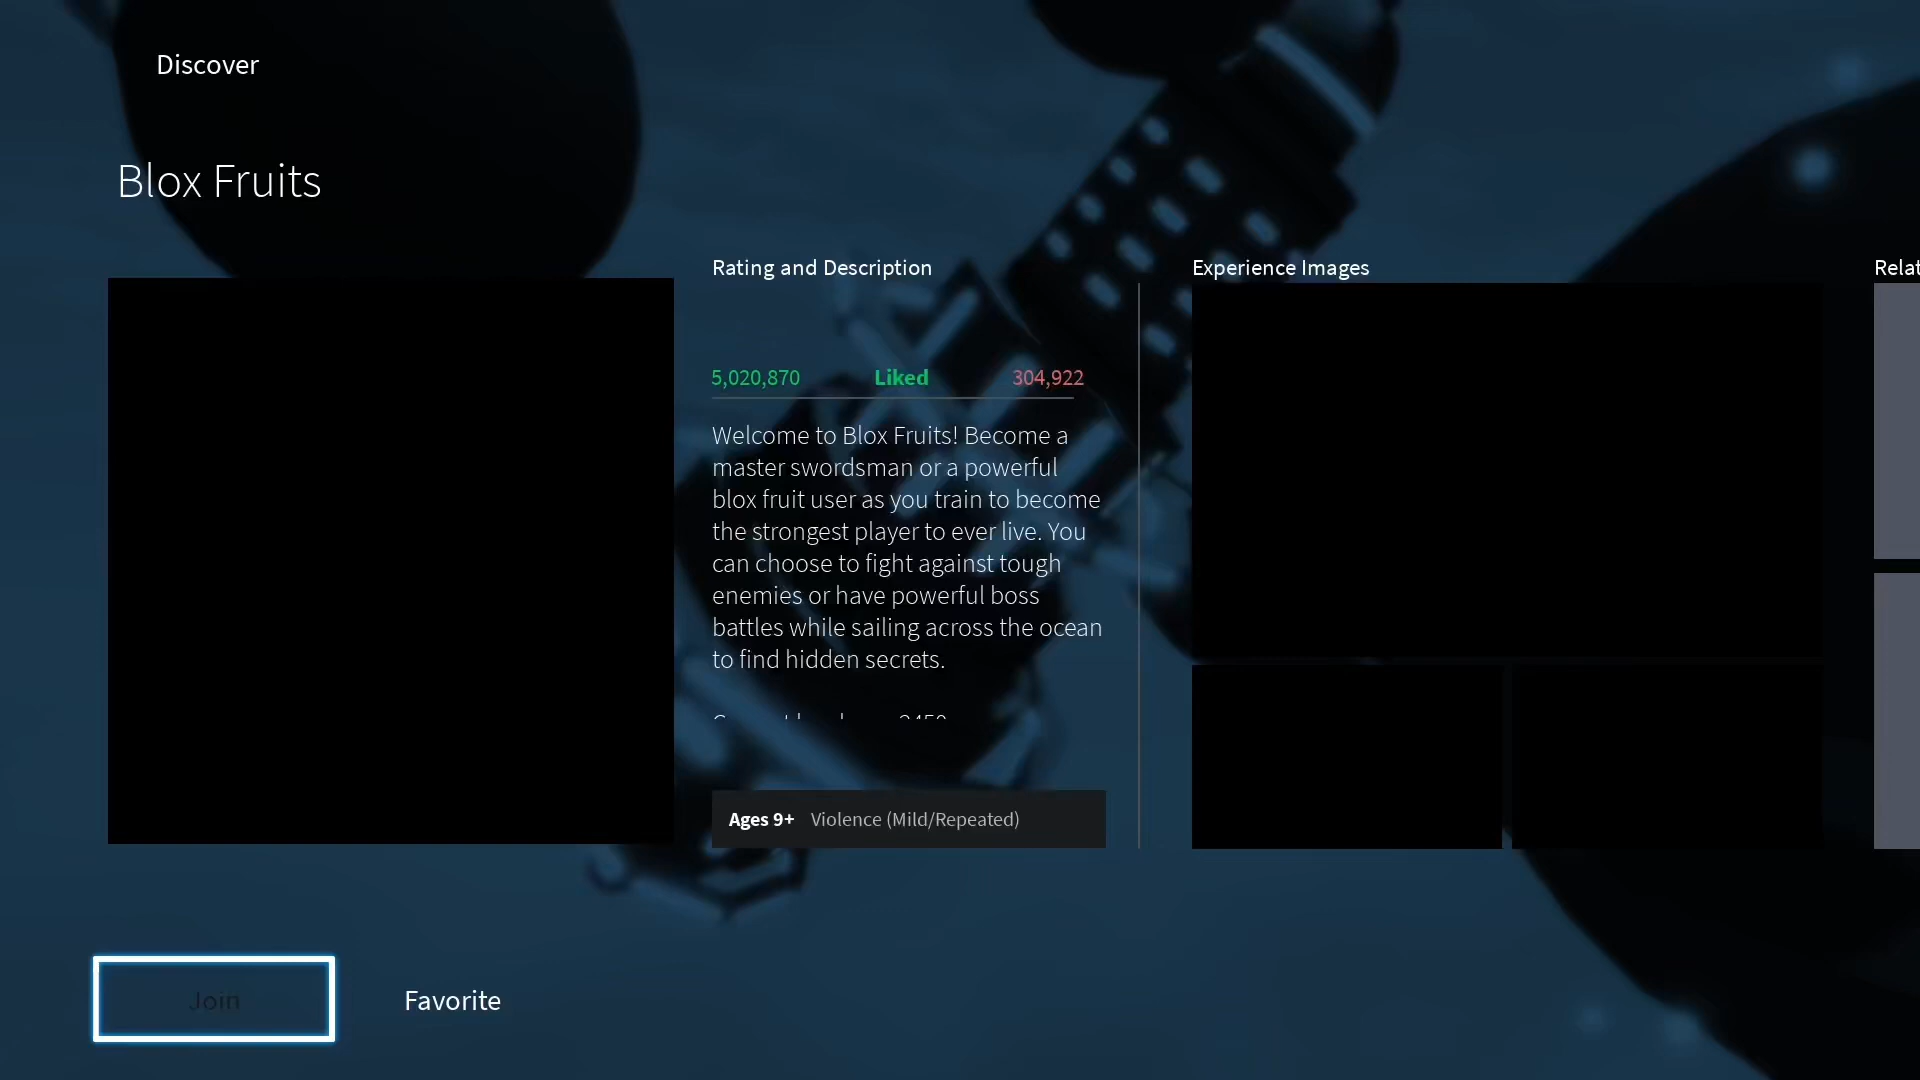 Discover
Blox Fruits
Rating and Description
5,020,870 Liked 304,922
Welcome to Blox Fruits! Become a
master swordsman or a powerful
blox fruit user as you train to become
the strongest player to ever live. You
can choose to fight against tough
enemies or have powerful boss
battles while sailing across the ocean
to find hidden secrets.
Ages 9+ Violence (Mild/Repeated)
Experience Images
Join
Favorite